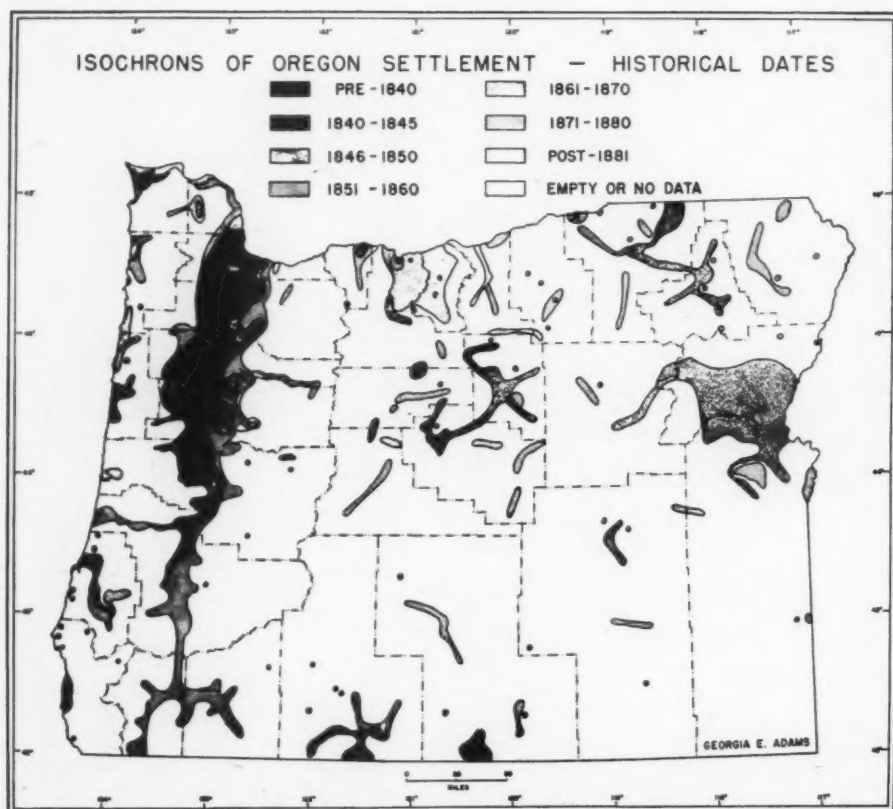 ISOCHRONS OF OREGON SETTLEMENT — HISTORICAL DATES
PRE-1840
1840-1845
1846-1850
1851-1860
1861-1870
1871-1880
POST-1881
EMPTY OR NO DATA
GEORGIA E. ADAMS
MILES